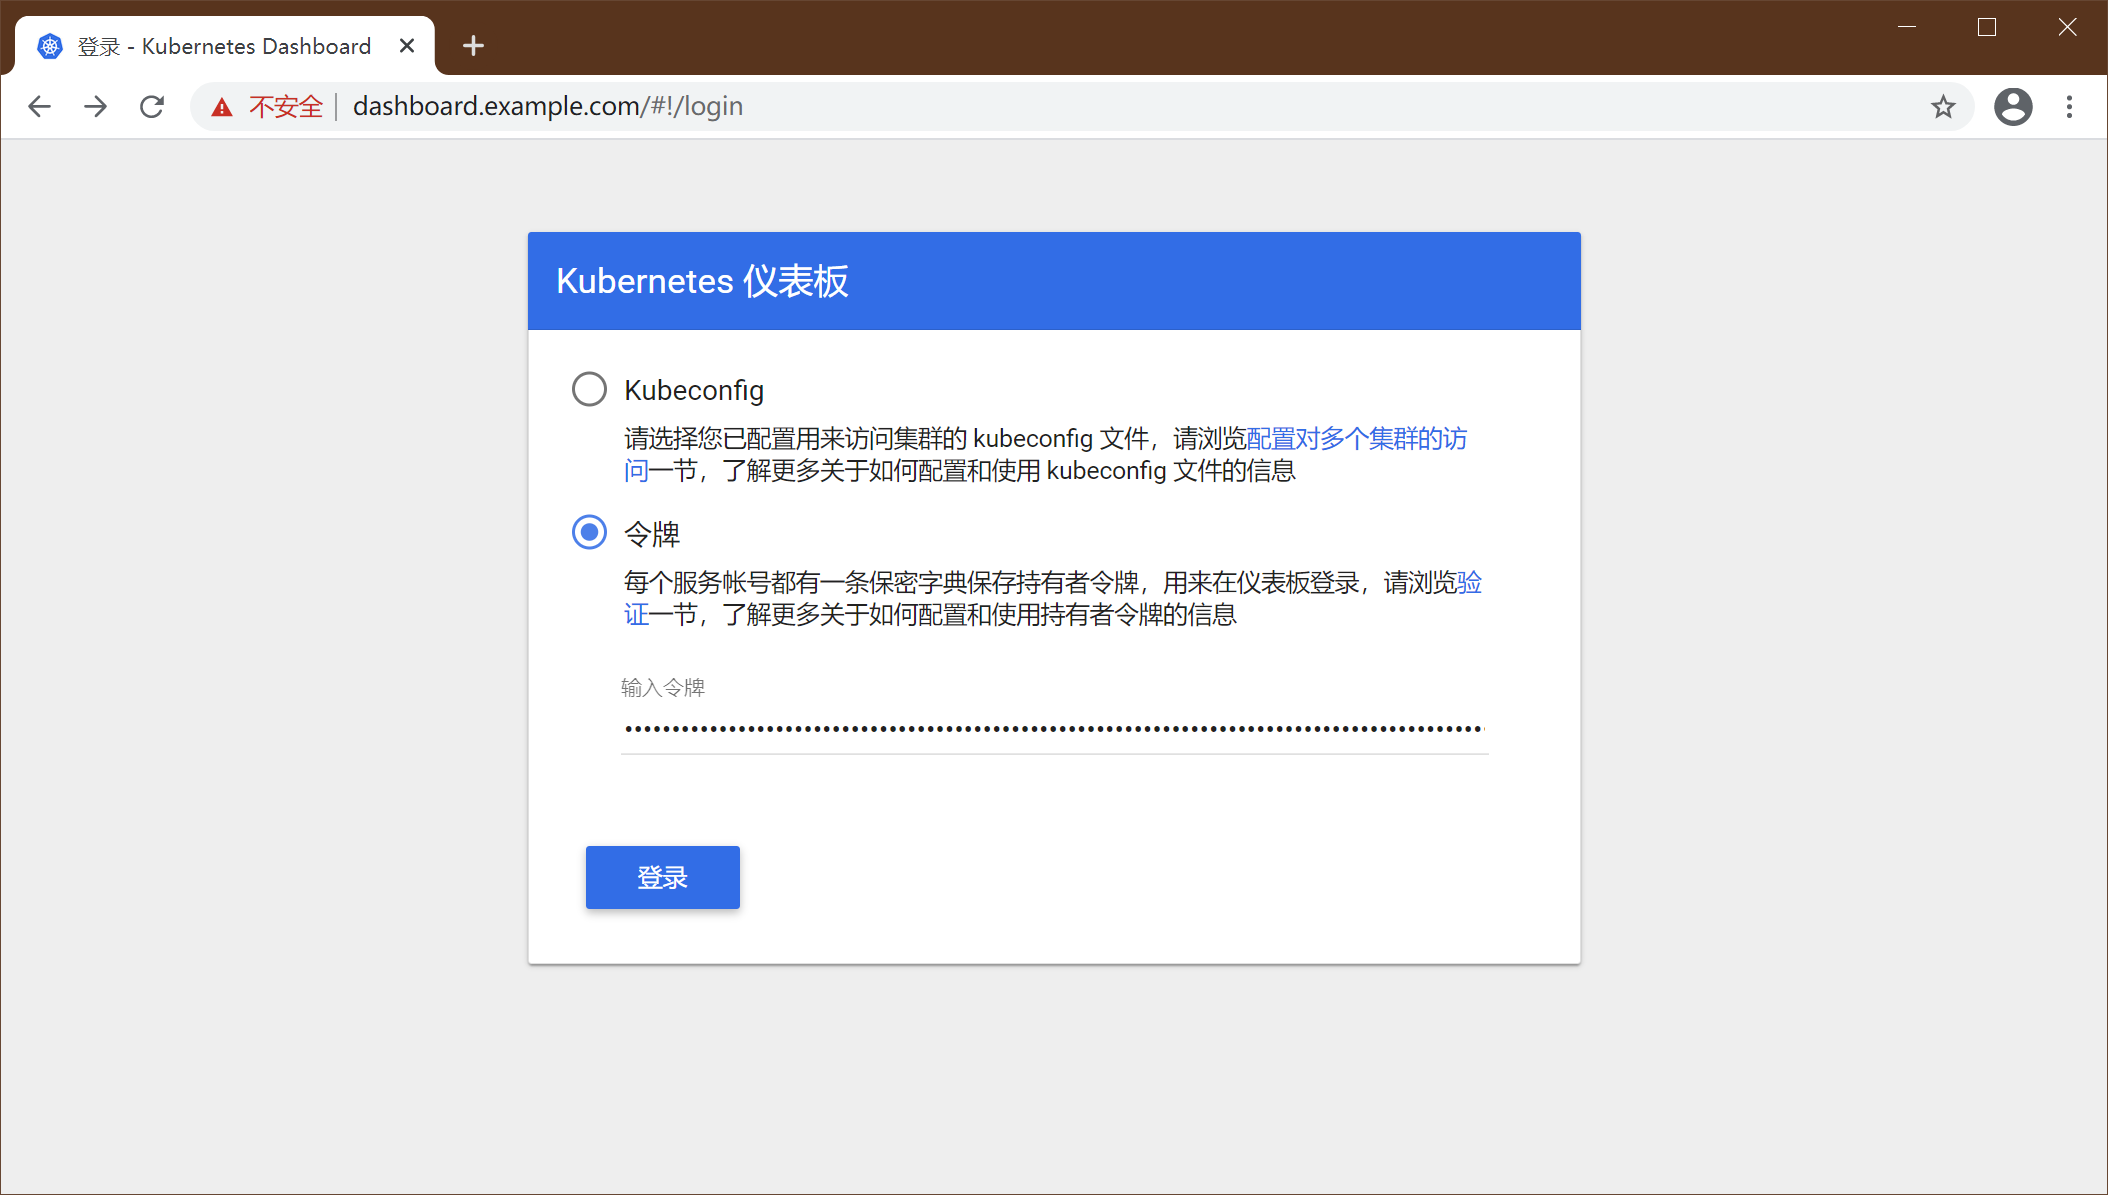 登录 - Kubernetes Dashboard
不安全 dashboard.example.com/#!/login
Kubernetes 仪表板
Kubeconfig
请选择您已配置用来访问集群的 kubeconfig 文件，请浏览配置对多个集群的访
问一节，了解更多关于如何配置和使用 kubeconfig 文件的信息
令牌
每个服务帐号都有一条保密字典保存持有者令牌，用来在仪表板登录，请浏览验
证一节，了解更多关于如何配置和使用持有者令牌的信息
输入令牌
登录